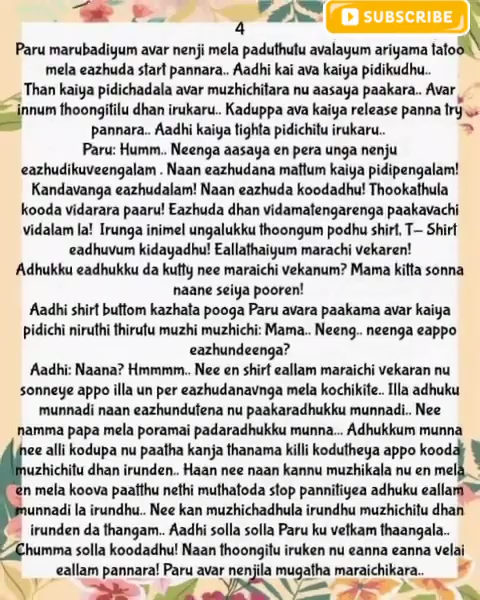 SUBSCRIBE
4
Paru marubadiyum avar nenji mela paduthutu avalayum ariyama tatoo
mela eazhuda start pannara.. Aadhi kai ava kaiya pidikudhu..
Than kaiya pidichadala avar muzhichitara nu aasaya paakara.. Avar
innum thoongitilu dhan irukaru.. Kaduppa ava kaiya release panna try
pannara.. Aadhi kaiya tighta pidichitu irukaru..
Paru: Humm.. Neenga aasaya en pera unga nenju
eazhudikuveengalam . Naan eazhudana mattum kaiya pidipengalam!
Kandavanga eazhudalam! Naan eazhuda koodadhu! Thookathula
kooda vidarara paaru! Eazhuda dhan vidamatengarenga paakavachi
vidalam la! Irunga inimel ungalukku thoongum podhu shirt, T- Shirt
eadhuvum kidayadhu! Eallathaiyum marachi vekaren!
Adhukku eadhukku da kutty nee maraichi vekanum? Mama kitta sonna
naane seiya pooren!
Aadhi shirt buttom kazhata pooga Paru avara paakama avar kaiya
pidichi niruthi thirutu muzhi muzhichi: Mama.. Neeng.. neenga eappo
eazhundeenga?
Aadhi: Naana? Hmmmm.. Nee en shirt eallam maraichi vekaran nu
sonneye appo illa un per eazhudanavnga mela kochikite.. Illa adhuku
munnadi naan eazhundutena nu paakaradhukku munnadi.. Nee
namma papa mela poramai padaradhukku munna... Adhukkum munna
nee alli kodupa nu paatha kanja thanama killi kodutheya appo kooda
muzhichitu dhan irunden.. Haan nee naan kannu muzhikala nu en mela
en mela koova paatthu nethi muthatoda stop pannitiyea adhuku eallam
munnadi la irundhu.. Nee kan muzhichadhula irundhu muzhichitu dhan
irunden da thangam.. Aadhi solla solla Paru ku vetkam thaangala..
Chumma solla koodadhu! Naan thoongitu iruken nu eanna eanna velai
eallam pannara! Paru avar nenjila mugatha maraichikara..